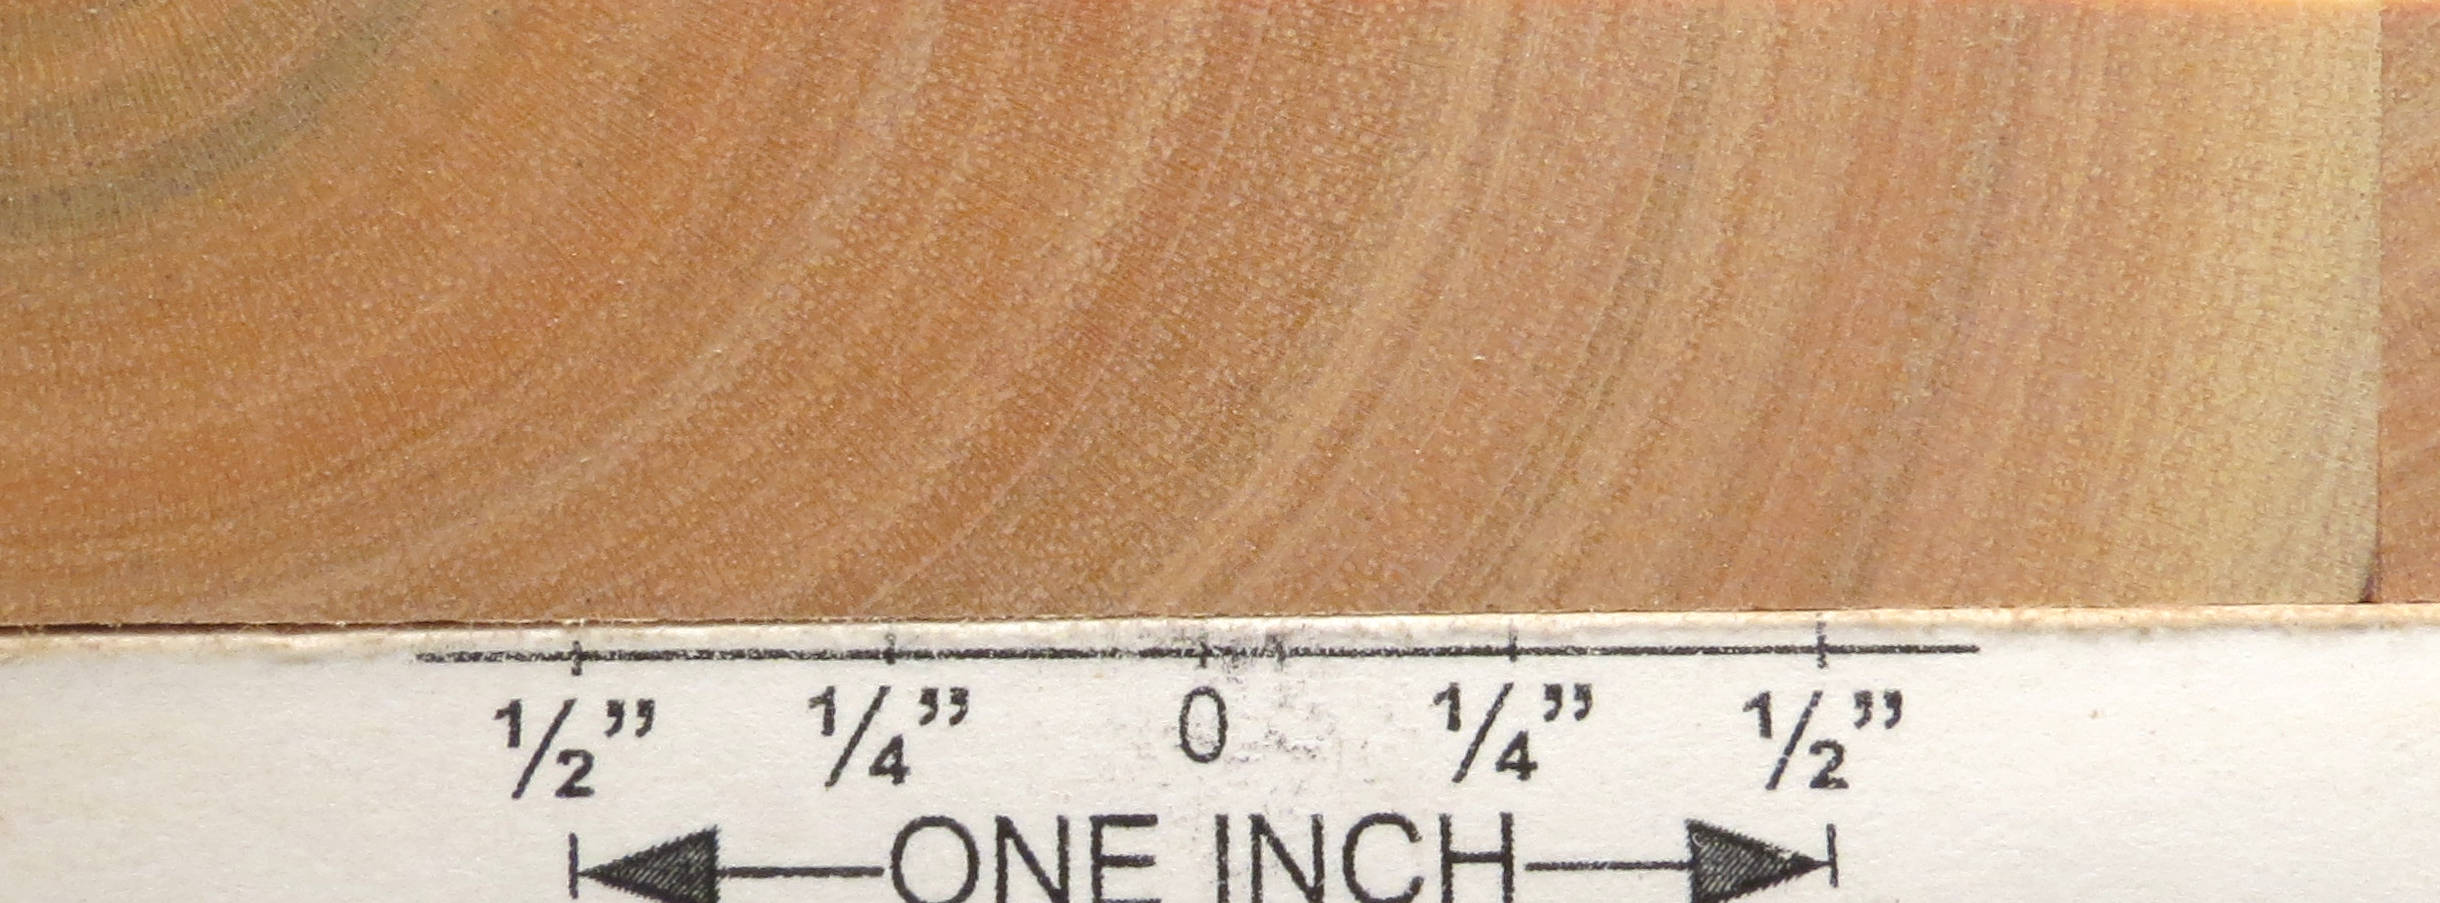 1/2” 1/4” 0 1/4” 1/2”
ONE INCH